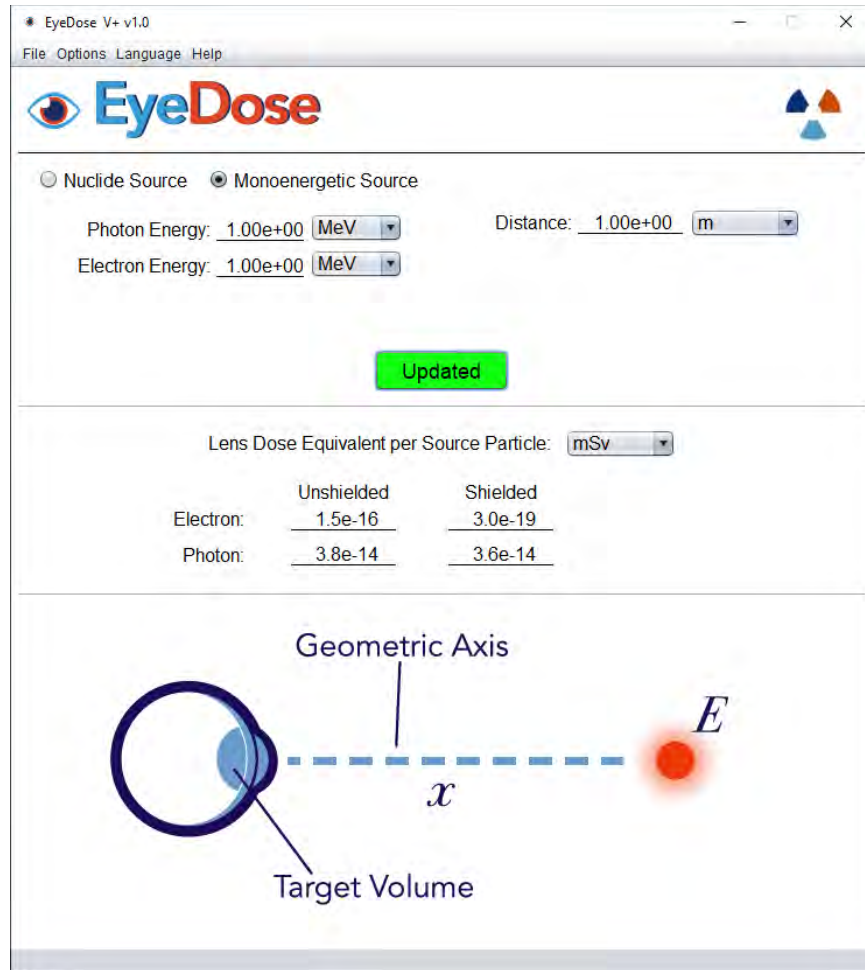 EyeDose V+ v1.0
File Options Language Help
EyeDose
Nuclide Source Monoenergetic Source
Photon Energy: 1.00e+00 MeV Distance: 1.00e+00 m
Electron Energy: 1.00e+00 MeV
Updated
Lens Dose Equivalent per Source Particle: mSv
Unshielded Shielded
Electron: 1.5e-16 3.0e-19
Photon: 3.8e-14 3.6e-14
Geometric Axis
E
x
Target Volume